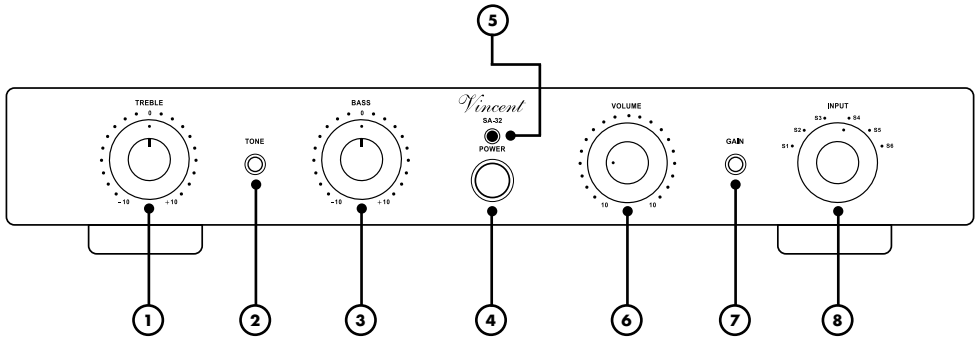 5
Vincent
SA-32
POWER
TREBLE
0
-10 +10
TONE
BASS
0
-10 +10
VOLUME
10 10
GAIN
INPUT
S1 S2 S3 S4 S5 S6
1 2 3 4 6 7 8